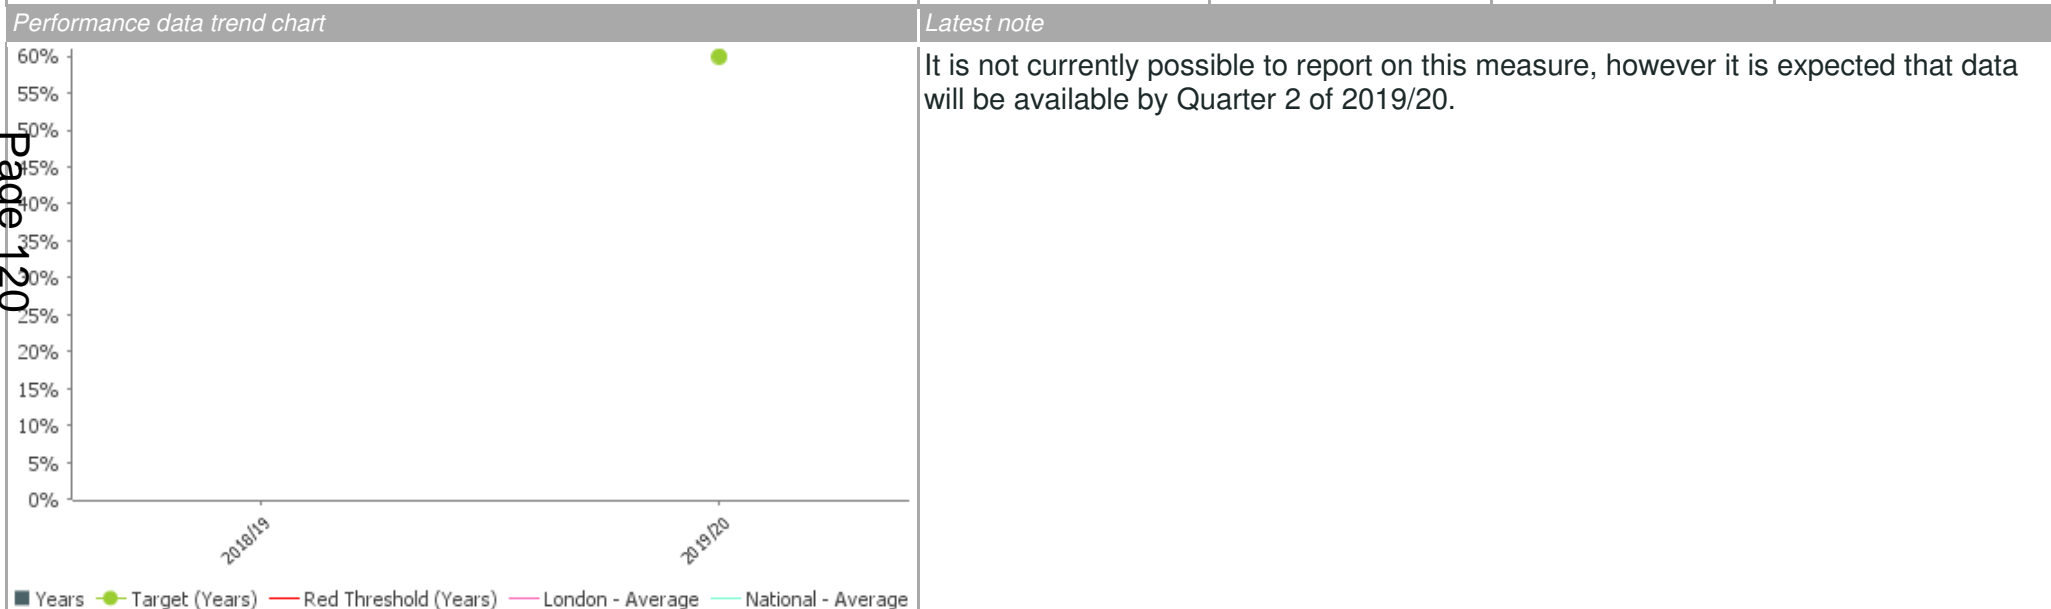 Performance data trend chart
Latest note
60%
55%
50%
45%
40%
35%
30%
25%
20%
15%
10%
5%
0%
2018/19
2019/20
Years Target (Years) Red Threshold (Years) London - Average National - Average
It is not currently possible to report on this measure, however it is expected that data
will be available by Quarter 2 of 2019/20.
Page 120